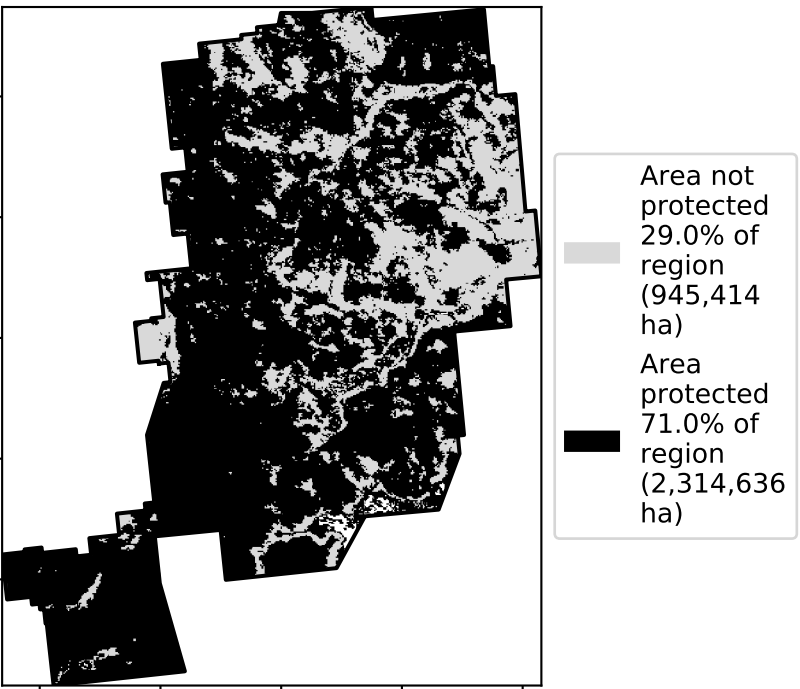 Area not
protected
29.0% of
region
(945,414
ha)
Area
protected
71.0% of
region
(2,314,636
ha)